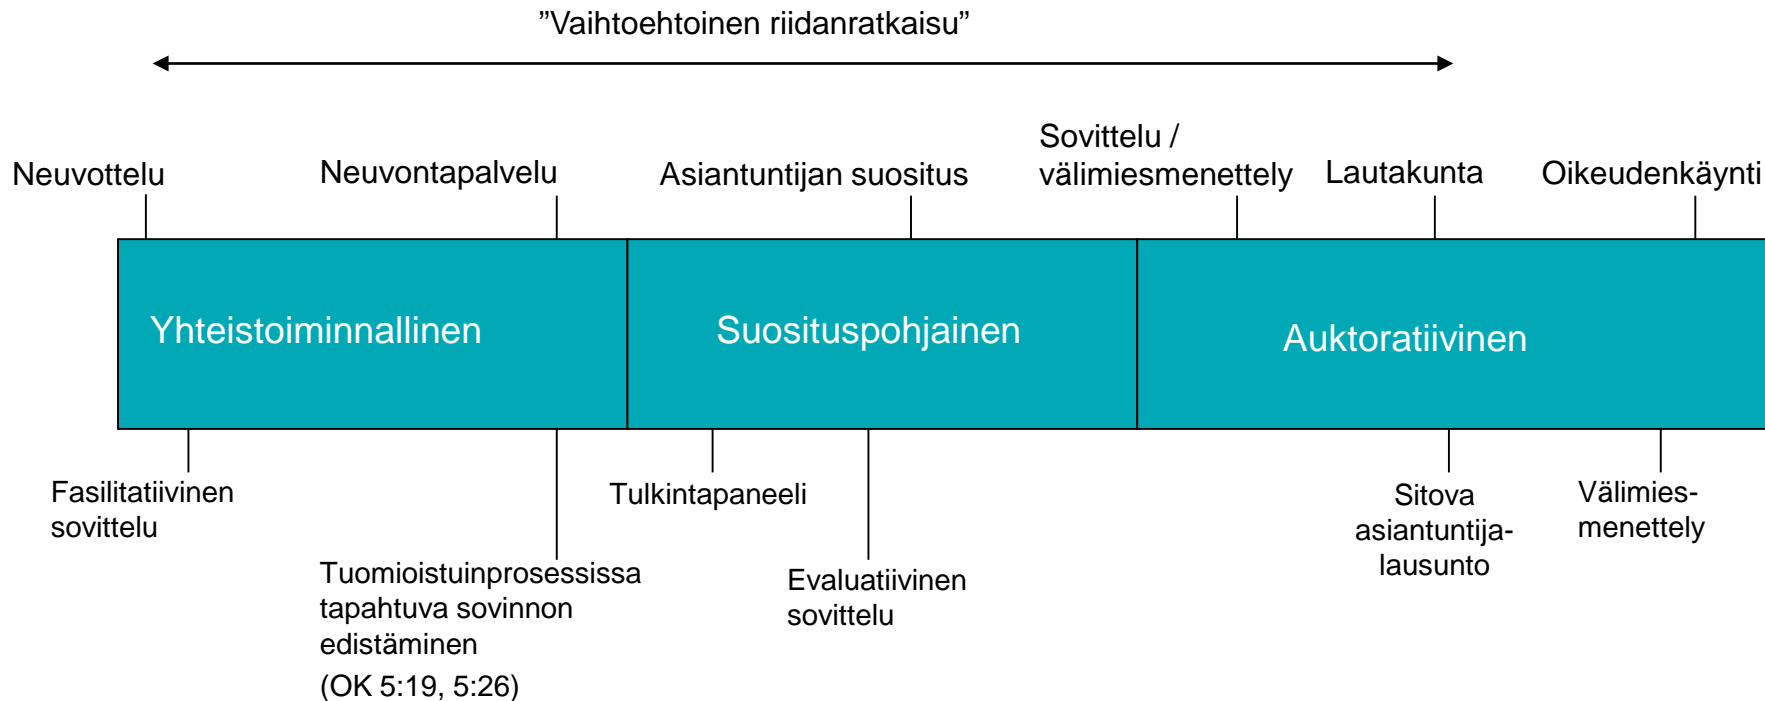 ”Vaihtoehtoinen riidanratkaisu”
Neuvottelu
Neuvontapalvelu
Asiantuntijan suositus
Sovittelu /
välimiesmenettely
Lautakunta
Oikeudenkäynti
Yhteistoiminnallinen
Suosituspohjainen
Auktoratiivinen
Fasilitatiivinen
sovittelu
Tuomioistuinprosessissa
tapahtuva sovinnon
edistäminen
(OK 5:19, 5:26)
Tulkintapaneeli
Evaluatiivinen
sovittelu
Sitova
asiantuntija-
lausunto
Välimies-
menettely